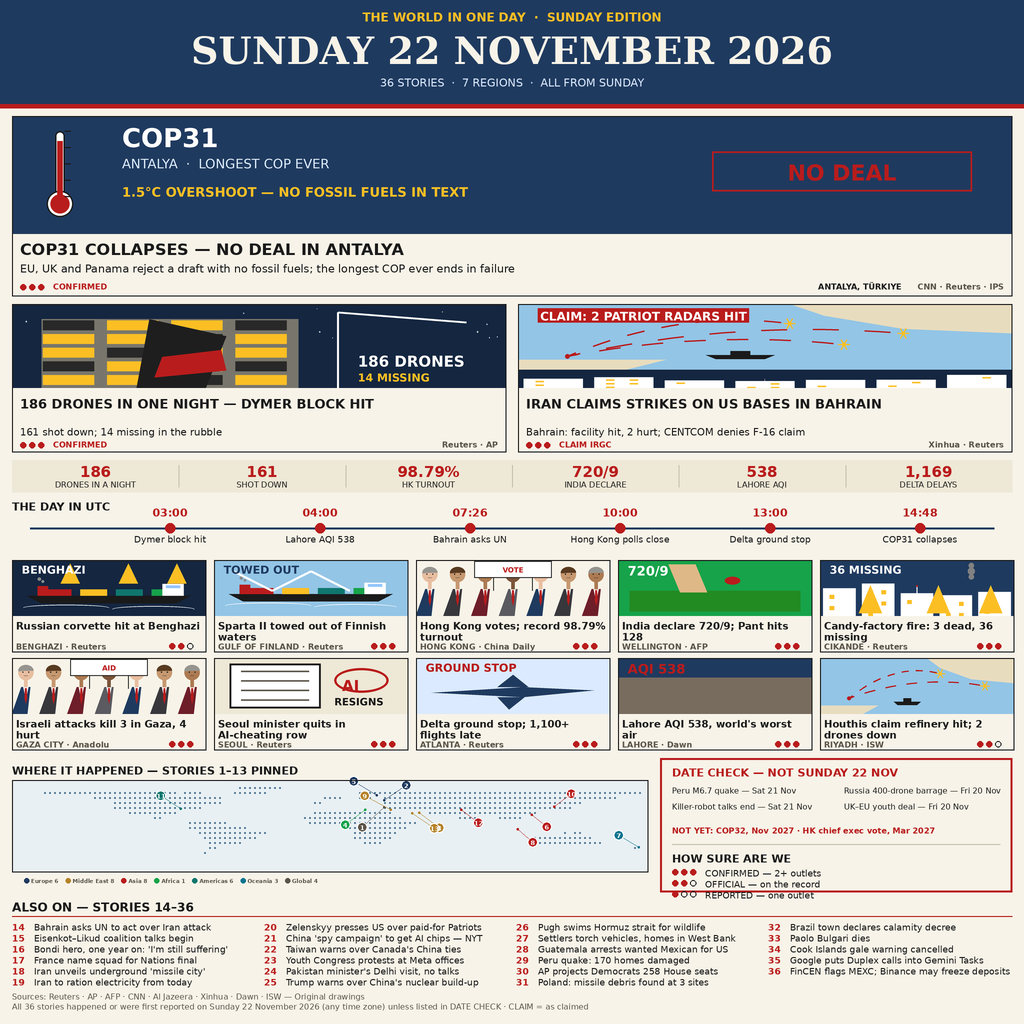 THE WORLD IN ONE DAY · SUNDAY EDITION
SUNDAY 22 NOVEMBER 2026
36 STORIES · 7 REGIONS · ALL FROM SUNDAY
COP31
ANTALYA · LONGEST COP EVER
1.5°C OVERSHOOT — NO FOSSIL FUELS IN TEXT
NO DEAL
COP31 COLLAPSES — NO DEAL IN ANTALYA
EU, UK and Panama reject a draft with no fossil fuels; the longest COP ever ends in failure
CONFIRMED
ANTALYA, TÜRKIYE CNN · Reuters · IPS
186 DRONES
14 MISSING
186 DRONES IN ONE NIGHT — DYMER BLOCK HIT
161 shot down; 14 missing in the rubble
CONFIRMED
Reuters · AP
CLAIM: 2 PATRIOT RADARS HIT
IRAN CLAIMS STRIKES ON US BASES IN BAHRAIN
Bahrain: facility hit, 2 hurt; CENTCOM denies F-16 claim
CLAIM IRGC
Xinhua · Reuters
186
DRONES IN A NIGHT
161
SHOT DOWN
98.79%
HK TURNOUT
720/9
INDIA DECLARE
538
LAHORE AQI
1,169
DELTA DELAYS
THE DAY IN UTC
03:00
Dymer block hit
04:00
Lahore AQI 538
07:26
Bahrain asks UN
10:00
Hong Kong polls close
13:00
Delta ground stop
14:48
COP31 collapses
BENGHAZI
Russian corvette hit at Benghazi
BENGHAZI · Reuters
TOWED OUT
Sparta II towed out of Finnish
waters
GULF OF FINLAND · Reuters
VOTE
Hong Kong votes; record 98.79%
turnout
HONG KONG · China Daily
720/9
India declare 720/9; Pant hits
128
WELLINGTON · AFP
36 MISSING
Candy-factory fire: 3 dead, 36
missing
CIKANDE · Reuters
AID
Israeli attacks kill 3 in Gaza, 4
hurt
GAZA CITY · Anadolu
AI
RESIGNS
Seoul minister quits in
AI-cheating row
SEOUL · Reuters
GROUND STOP
Delta ground stop; 1,100+
flights late
ATLANTA · Reuters
AQI 538
Lahore AQI 538, world's worst
air
LAHORE · Dawn
Houthis claim refinery hit; 2
drones down
RIYADH · ISW
WHERE IT HAPPENED — STORIES 1–13 PINNED
5
2
11
9
10
4
1
12
6
8
7
Europe 6
Middle East 8
Asia 8
Africa 1
Americas 6
Oceania 3
Global 4
DATE CHECK — NOT SUNDAY 22 NOV
Peru M6.7 quake — Sat 21 Nov
Russia 400-drone barrage — Fri 20 Nov
Killer-robot talks end — Sat 21 Nov
UK-EU youth deal — Fri 20 Nov
NOT YET: COP32, Nov 2027 · HK chief exec vote, Mar 2027
HOW SURE ARE WE
CONFIRMED — 2+ outlets
OFFICIAL — on the record
REPORTED — one outlet
ALSO ON — STORIES 14–36
14 Bahrain asks UN to act over Iran attack
15 Eisenkot–Likud coalition talks begin
16 Bondi hero, one year on: 'I'm still suffering'
17 France name squad for Nations final
18 Iran unveils underground 'missile city'
19 Iran to ration electricity from today
20 Zelenskyy presses US over paid-for Patriots
21 China 'spy campaign' to get AI chips — NYT
22 Taiwan warns over Canada's China ties
23 Youth Congress protests at Meta offices
24 Pakistan minister's Delhi visit, no talks
25 Trump warns over China's nuclear build-up
26 Pugh swims Hormuz strait for wildlife
27 Settlers torch vehicles, homes in West Bank
28 Guatemala arrests wanted Mexican for US
29 Peru quake: 170 homes damaged
30 AP projects Democrats 258 House seats
31 Poland: missile debris found at 3 sites
32 Brazil town declares calamity decree
33 Paolo Bulgari dies
34 Cook Islands gale warning cancelled
35 Google puts Duplex calls into Gemini Tasks
36 FinCEN flags MEXC; Binance may freeze deposits
Sources: Reuters · AP · AFP · CNN · Al Jazeera · Xinhua · Dawn · ISW — Original drawings
All 36 stories happened or were first reported on Sunday 22 November 2026 (any time zone) unless listed in DATE CHECK · CLAIM = as claimed